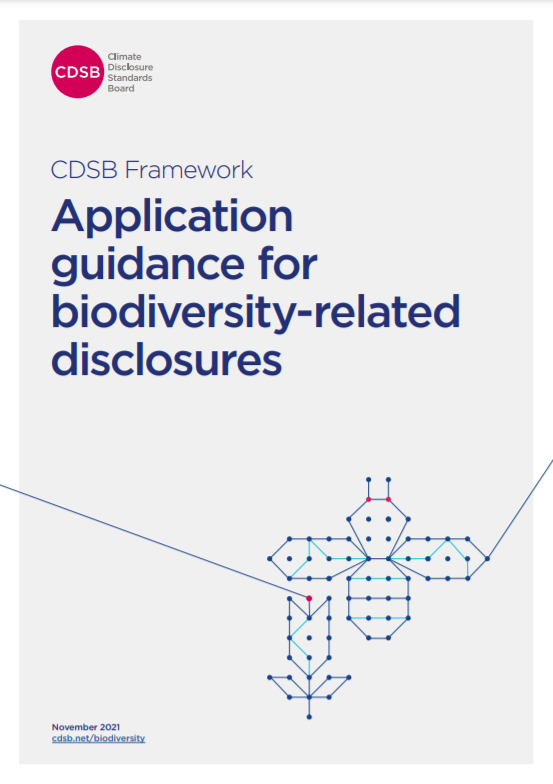 CDSB
Climate
Disclosure
Standards
Board
CDSB Framework
Application
guidance for
biodiversity-related
disclosures
November 2021
cdsb.net/biodiversity